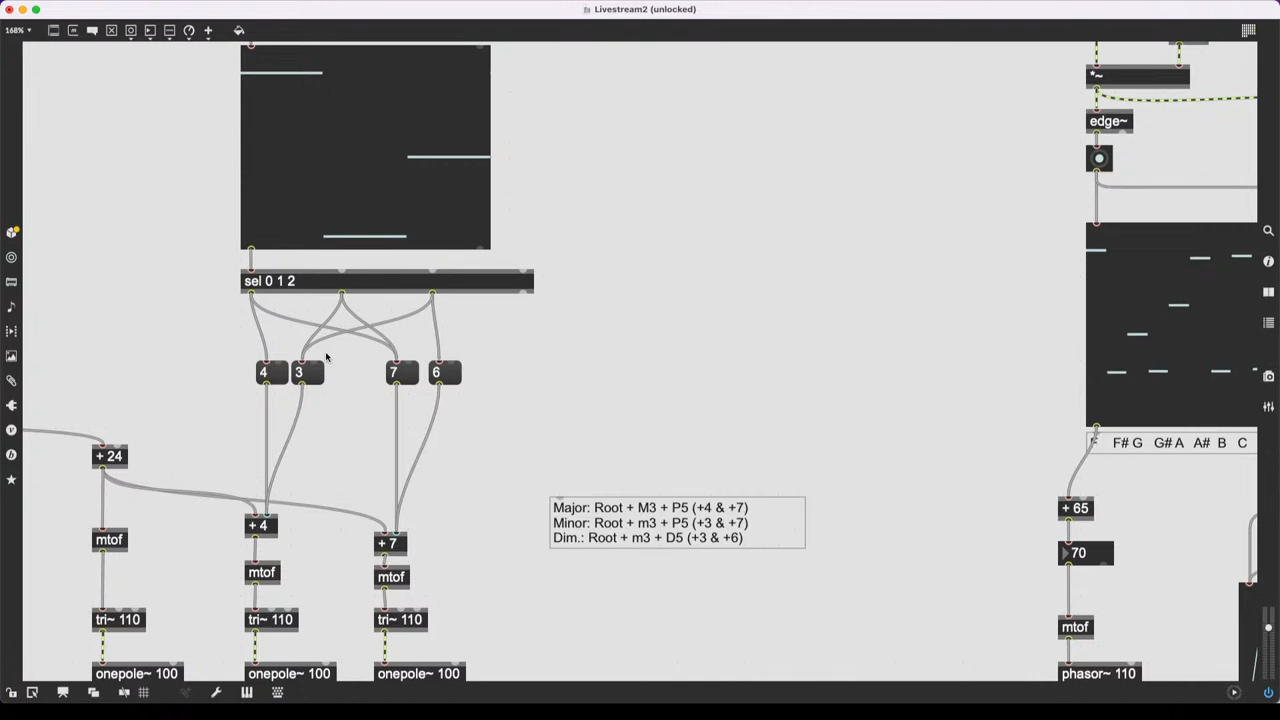 Livestream2 (unlocked)
168%
*~
edge~
sel 0 1 2
4
3
7
6
F F# G G# A A# B C
+ 24
+ 65
Major: Root + M3 + P5 (+4 & +7)
Minor: Root + m3 + P5 (+3 & +7)
Dim.: Root + m3 + D5 (+3 & +6)
+ 4
+ 7
mtof
70
mtof
mtof
tri~ 110
tri~ 110
tri~ 110
mtof
onepole~ 100
onepole~ 100
onepole~ 100
phasor~ 110